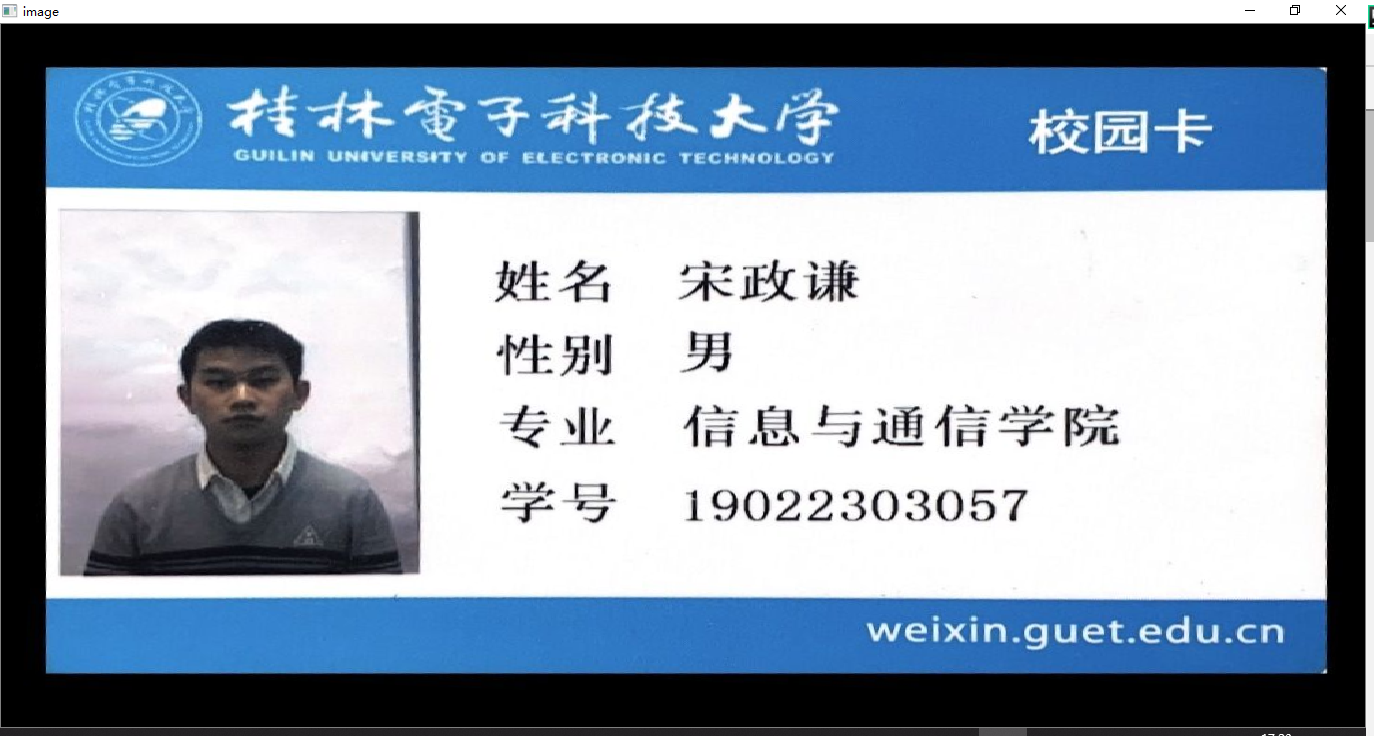 image
桂林電子科技大学
GUILIN UNIVERSITY OF ELECTRONIC TECHNOLOGY
校园卡
姓名 宋政谦
性别 男
专业 信息与通信学院
学号 19022303057
weixin.guet.edu.cn